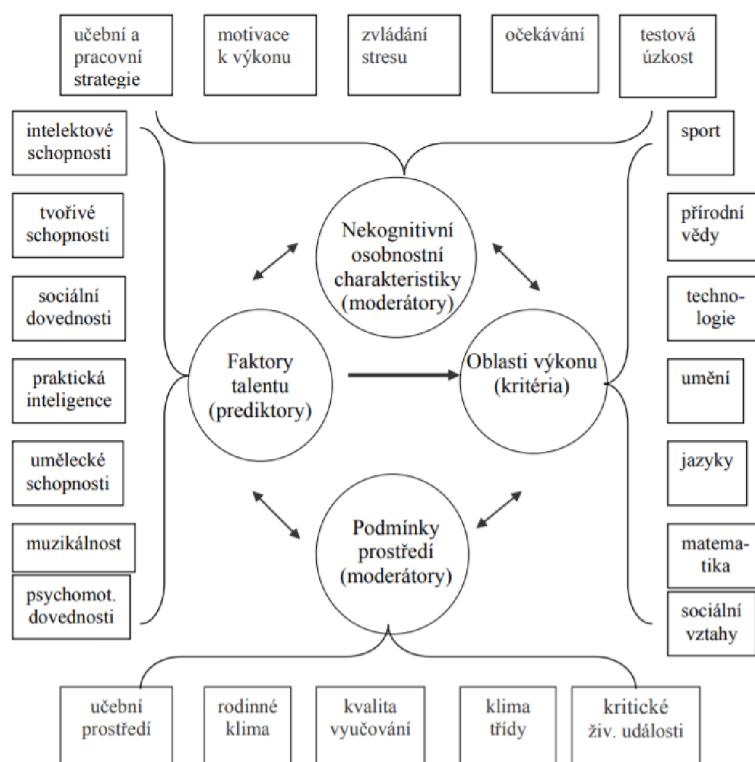 učební a
pracovní
strategie
motivace
k výkonu
zvládání
stresu
očekávání
testová
úzkost
intelektové
schopnosti
tvořivé
schopnosti
sociální
dovednosti
praktická
inteligence
umělecké
schopnosti
muzikálnost
psychomot.
dovednosti
Nekognitivní
osobnostní
charakteristiky
(moderátory)
Faktory
talentu
(prediktory)
Oblasti výkonu
(kritéria)
Podmínky
prostředí
(moderátory)
sport
přírodní
vědy
techno-
logie
umění
jazyky
matema-
tika
sociální
vztahy
učební
prostředí
rodinné
klima
kvalita
vyučování
klima
třídy
kritické
živ. události